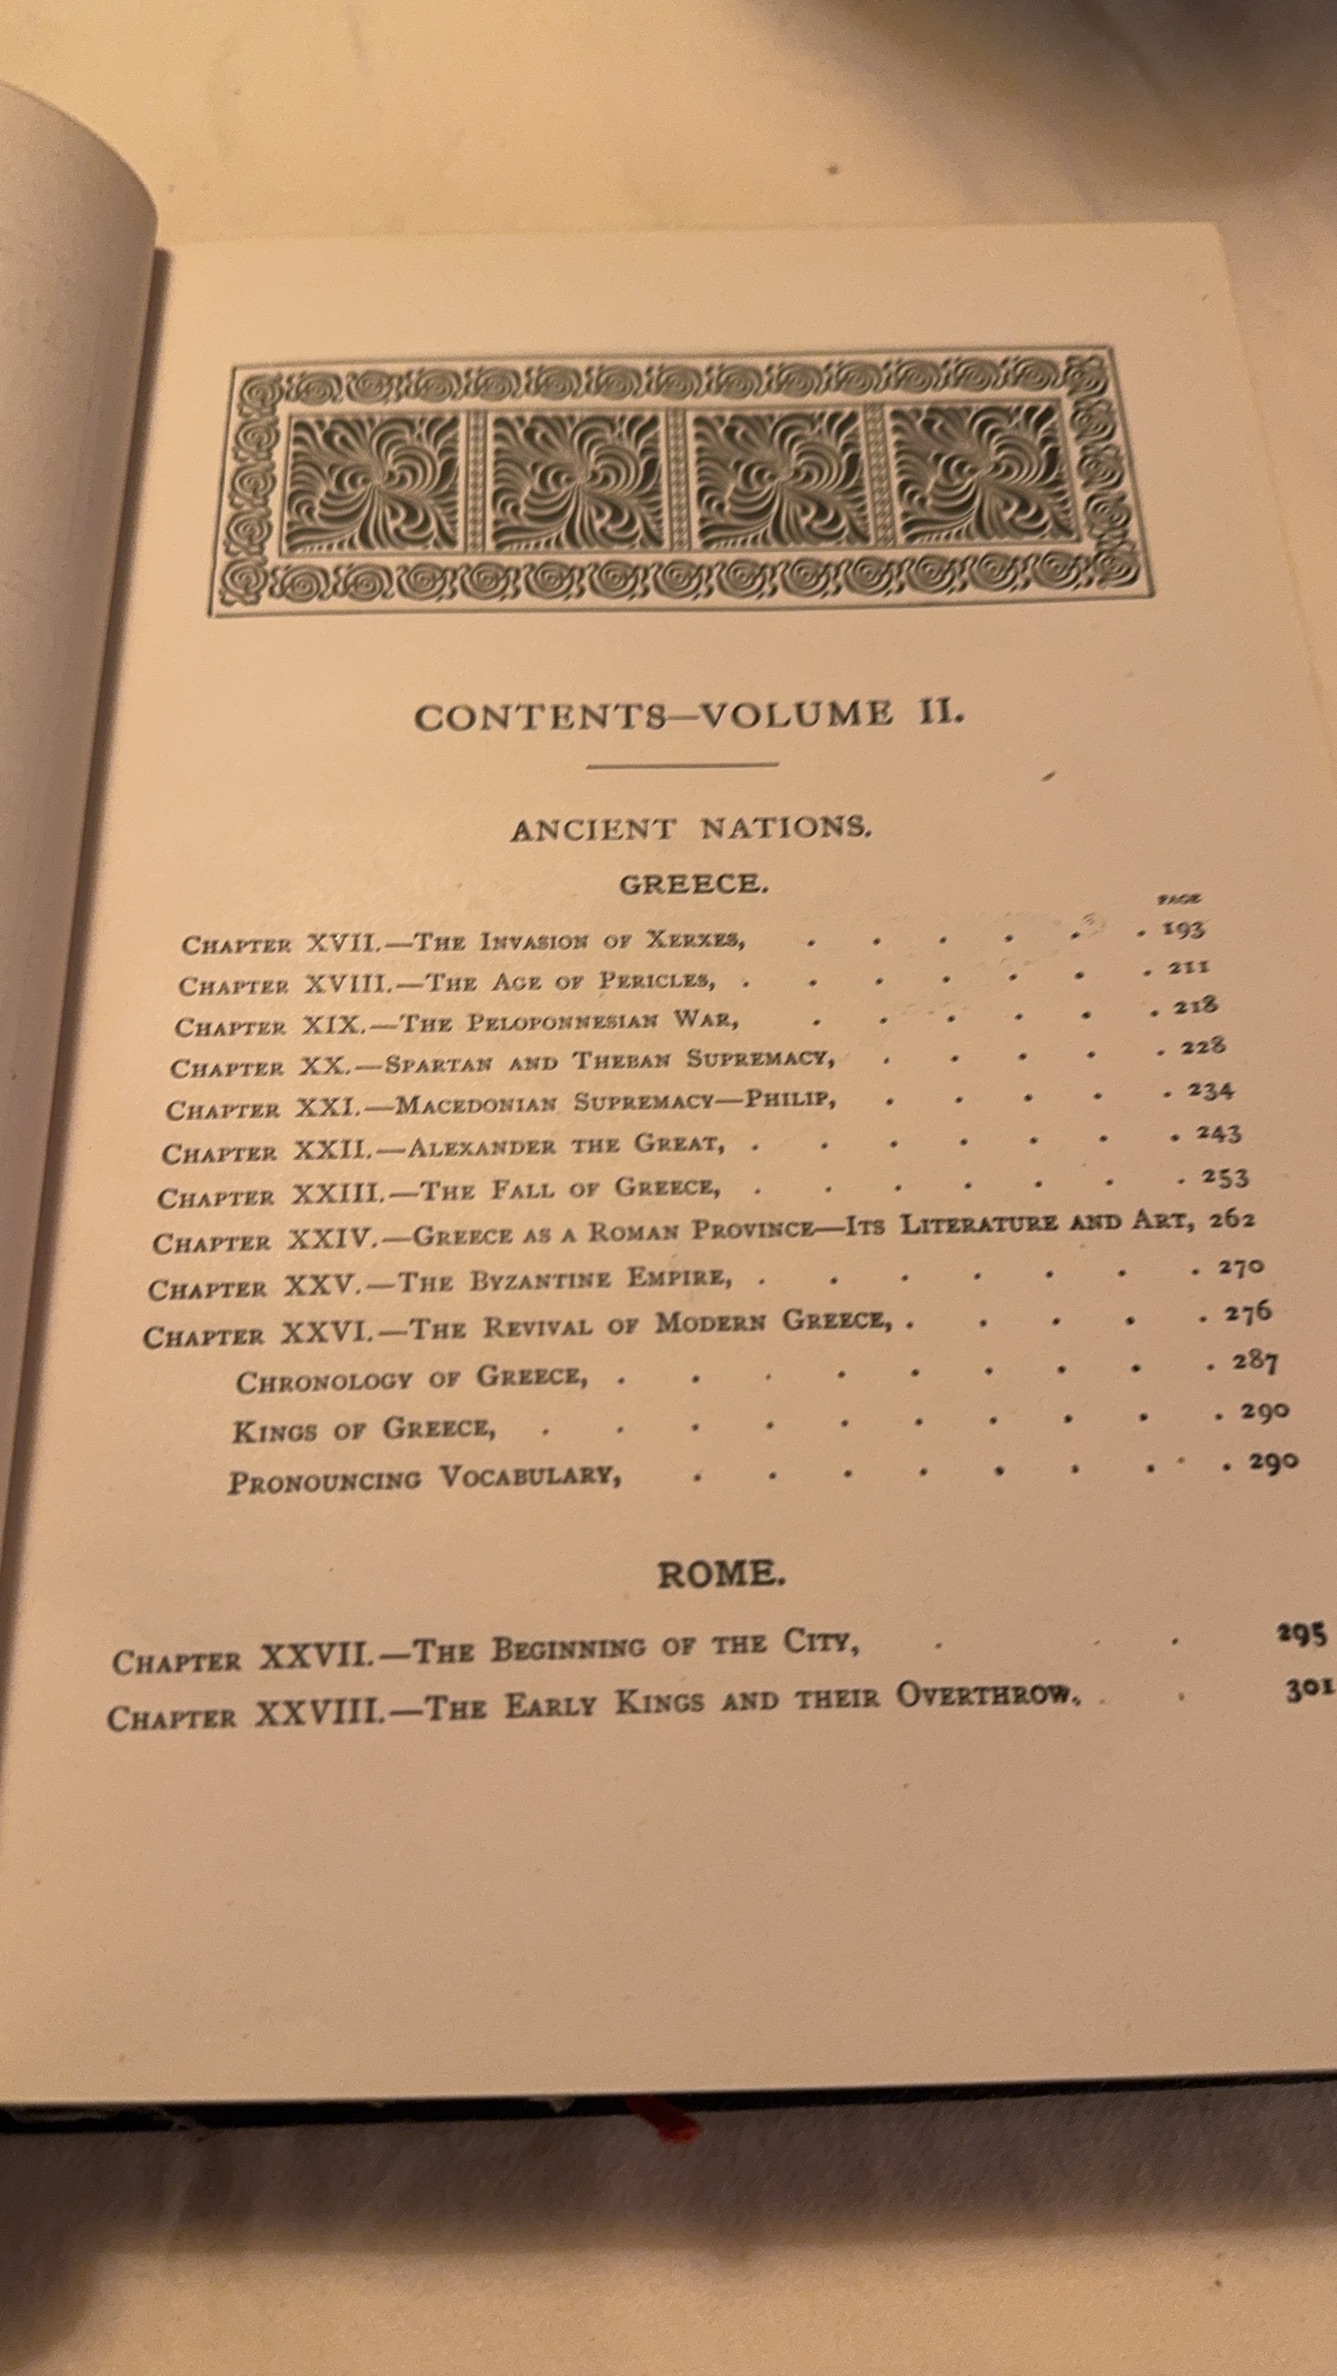 CONTENTS—VOLUME II.
ANCIENT NATIONS.
GREECE.
PAGE
CHAPTER XVII.—THE INVASION OF XERXES, . . . . . . 193
CHAPTER XVIII.—THE AGE OF PERICLES, . . . . . . . 211
CHAPTER XIX.—THE PELOPONNESIAN WAR, . . . . . . 218
CHAPTER XX.—SPARTAN AND THEBAN SUPREMACY, . . . . . 228
CHAPTER XXI.—MACEDONIAN SUPREMACY—PHILIP, . . . . . 234
CHAPTER XXII.—ALEXANDER THE GREAT, . . . . . . . 243
CHAPTER XXIII.—THE FALL OF GREECE, . . . . . . . 253
CHAPTER XXIV.—GREECE AS A ROMAN PROVINCE—ITS LITERATURE AND ART, 262
CHAPTER XXV.—THE BYZANTINE EMPIRE, . . . . . . . 270
CHAPTER XXVI.—THE REVIVAL OF MODERN GREECE, . . . . . 276
CHRONOLOGY OF GREECE, . . . . . . . . . 287
KINGS OF GREECE, . . . . . . . . . . 290
PRONOUNCING VOCABULARY, . . . . . . . . 290
ROME.
CHAPTER XXVII.—THE BEGINNING OF THE CITY, . . . 295
CHAPTER XXVIII.—THE EARLY KINGS AND THEIR OVERTHROW, . . 301